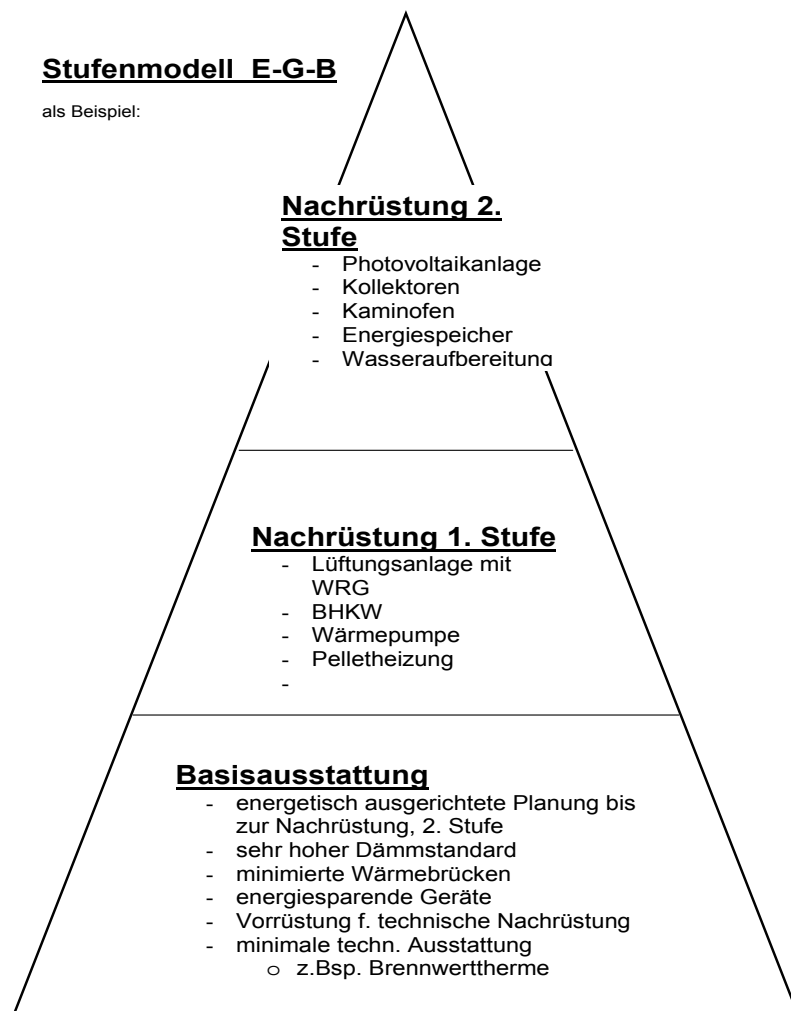 Stufenmodell E-G-B
als Beispiel:
Nachrüstung 2.
Stufe
- Photovoltaikanlage
- Kollektoren
- Kaminofen
- Energiespeicher
- Wasseraufbereitung
Nachrüstung 1. Stufe
- Lüftungsanlage mit
WRG
- BHKW
- Wärmepumpe
- Pelletheizung
-
Basisausstattung
- energetisch ausgerichtete Planung bis
zur Nachrüstung, 2. Stufe
- sehr hoher Dämmstandard
- minimierte Wärmebrücken
- energiesparende Geräte
- Vorrüstung f. technische Nachrüstung
- minimale techn. Ausstattung
o z.Bsp. Brennwerttherme